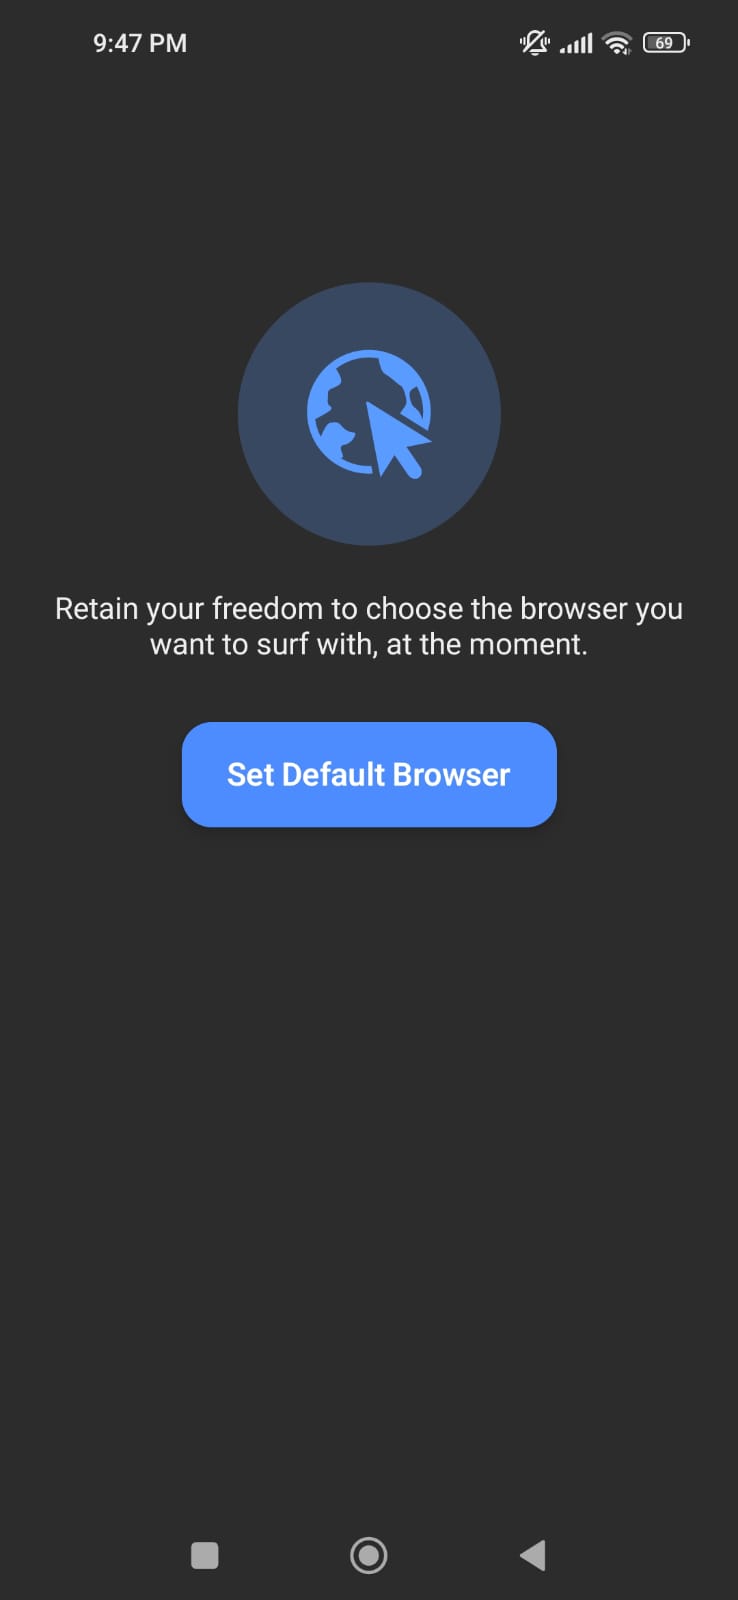 9:47 PM
69
Retain your freedom to choose the browser you
want to surf with, at the moment.
Set Default Browser